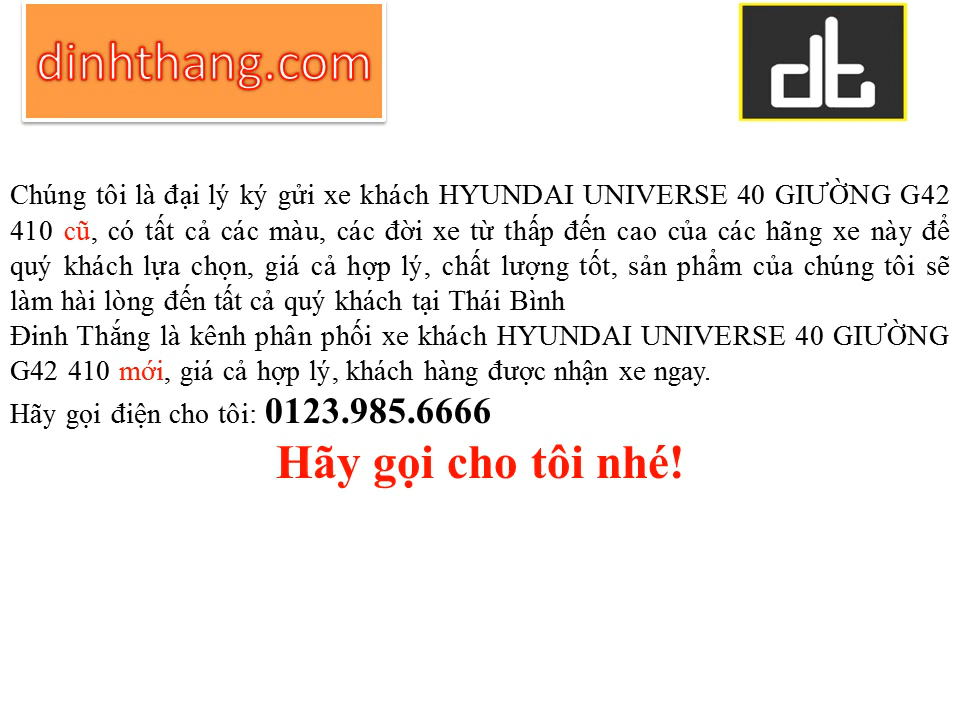 dinhthang.com
dt
Chúng tôi là đại lý ký gửi xe khách HYUNDAI UNIVERSE 40 GIƯỜNG G42
410 cũ, có tất cả các màu, các đời xe từ thấp đến cao của các hãng xe này để
quý khách lựa chọn, giá cả hợp lý, chất lượng tốt, sản phẩm của chúng tôi sẽ
làm hài lòng đến tất cả quý khách tại Thái Bình
Đinh Thắng là kênh phân phối xe khách HYUNDAI UNIVERSE 40 GIƯỜNG
G42 410 mới, giá cả hợp lý, khách hàng được nhận xe ngay.
Hãy gọi điện cho tôi: 0123.985.6666
Hãy gọi cho tôi nhé!